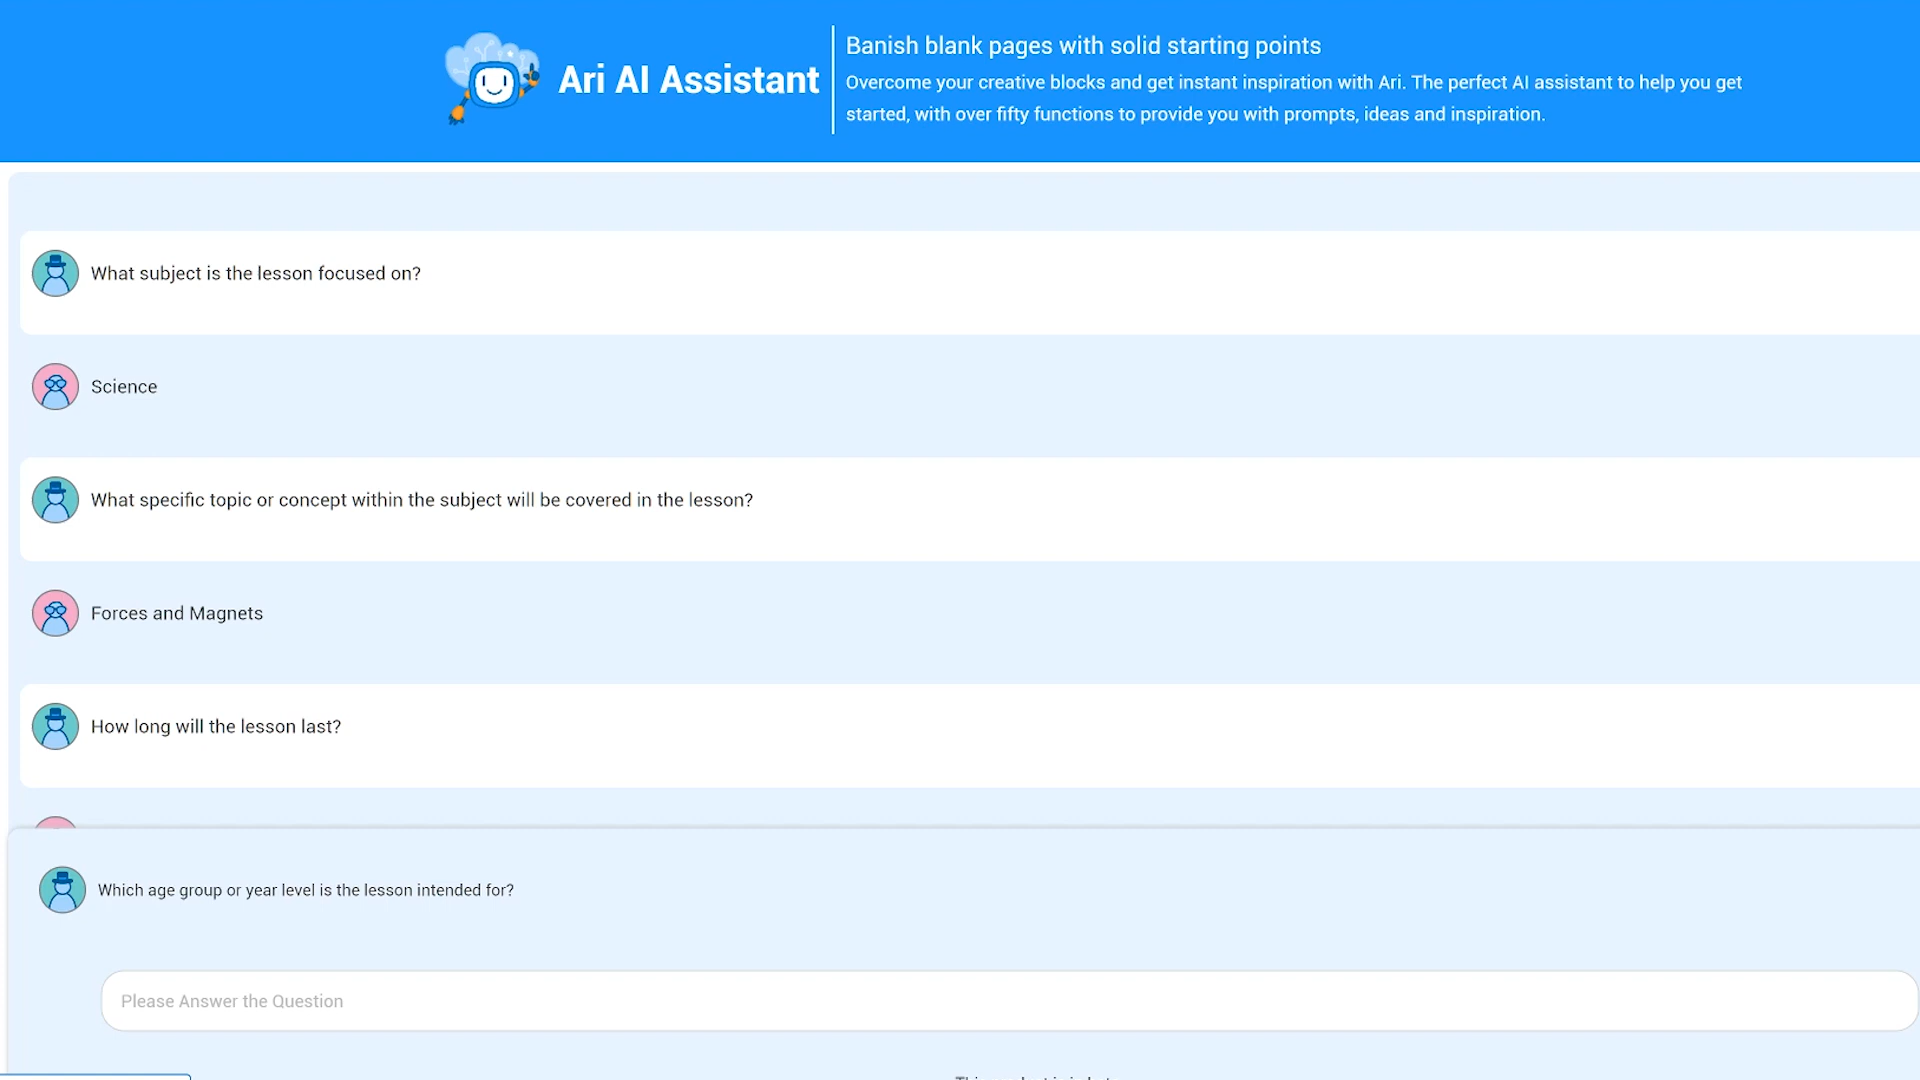 Ari AI Assistant
Banish blank pages with solid starting points
Overcome your creative blocks and get instant inspiration with Ari. The perfect AI assistant to help you get
started, with over fifty functions to provide you with prompts, ideas and inspiration.
What subject is the lesson focused on?
Science
What specific topic or concept within the subject will be covered in the lesson?
Forces and Magnets
How long will the lesson last?
Which age group or year level is the lesson intended for?
Please Answer the Question